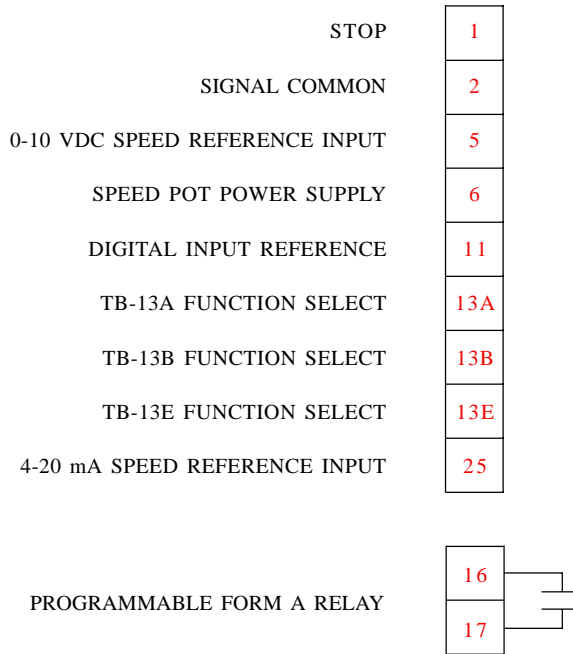 STOP 1
SIGNAL COMMON 2
0-10 VDC SPEED REFERENCE INPUT 5
SPEED POT POWER SUPPLY 6
DIGITAL INPUT REFERENCE 11
TB-13A FUNCTION SELECT 13A
TB-13B FUNCTION SELECT 13B
TB-13E FUNCTION SELECT 13E
4-20 mA SPEED REFERENCE INPUT 25
16
PROGRAMMABLE FORM A RELAY
17